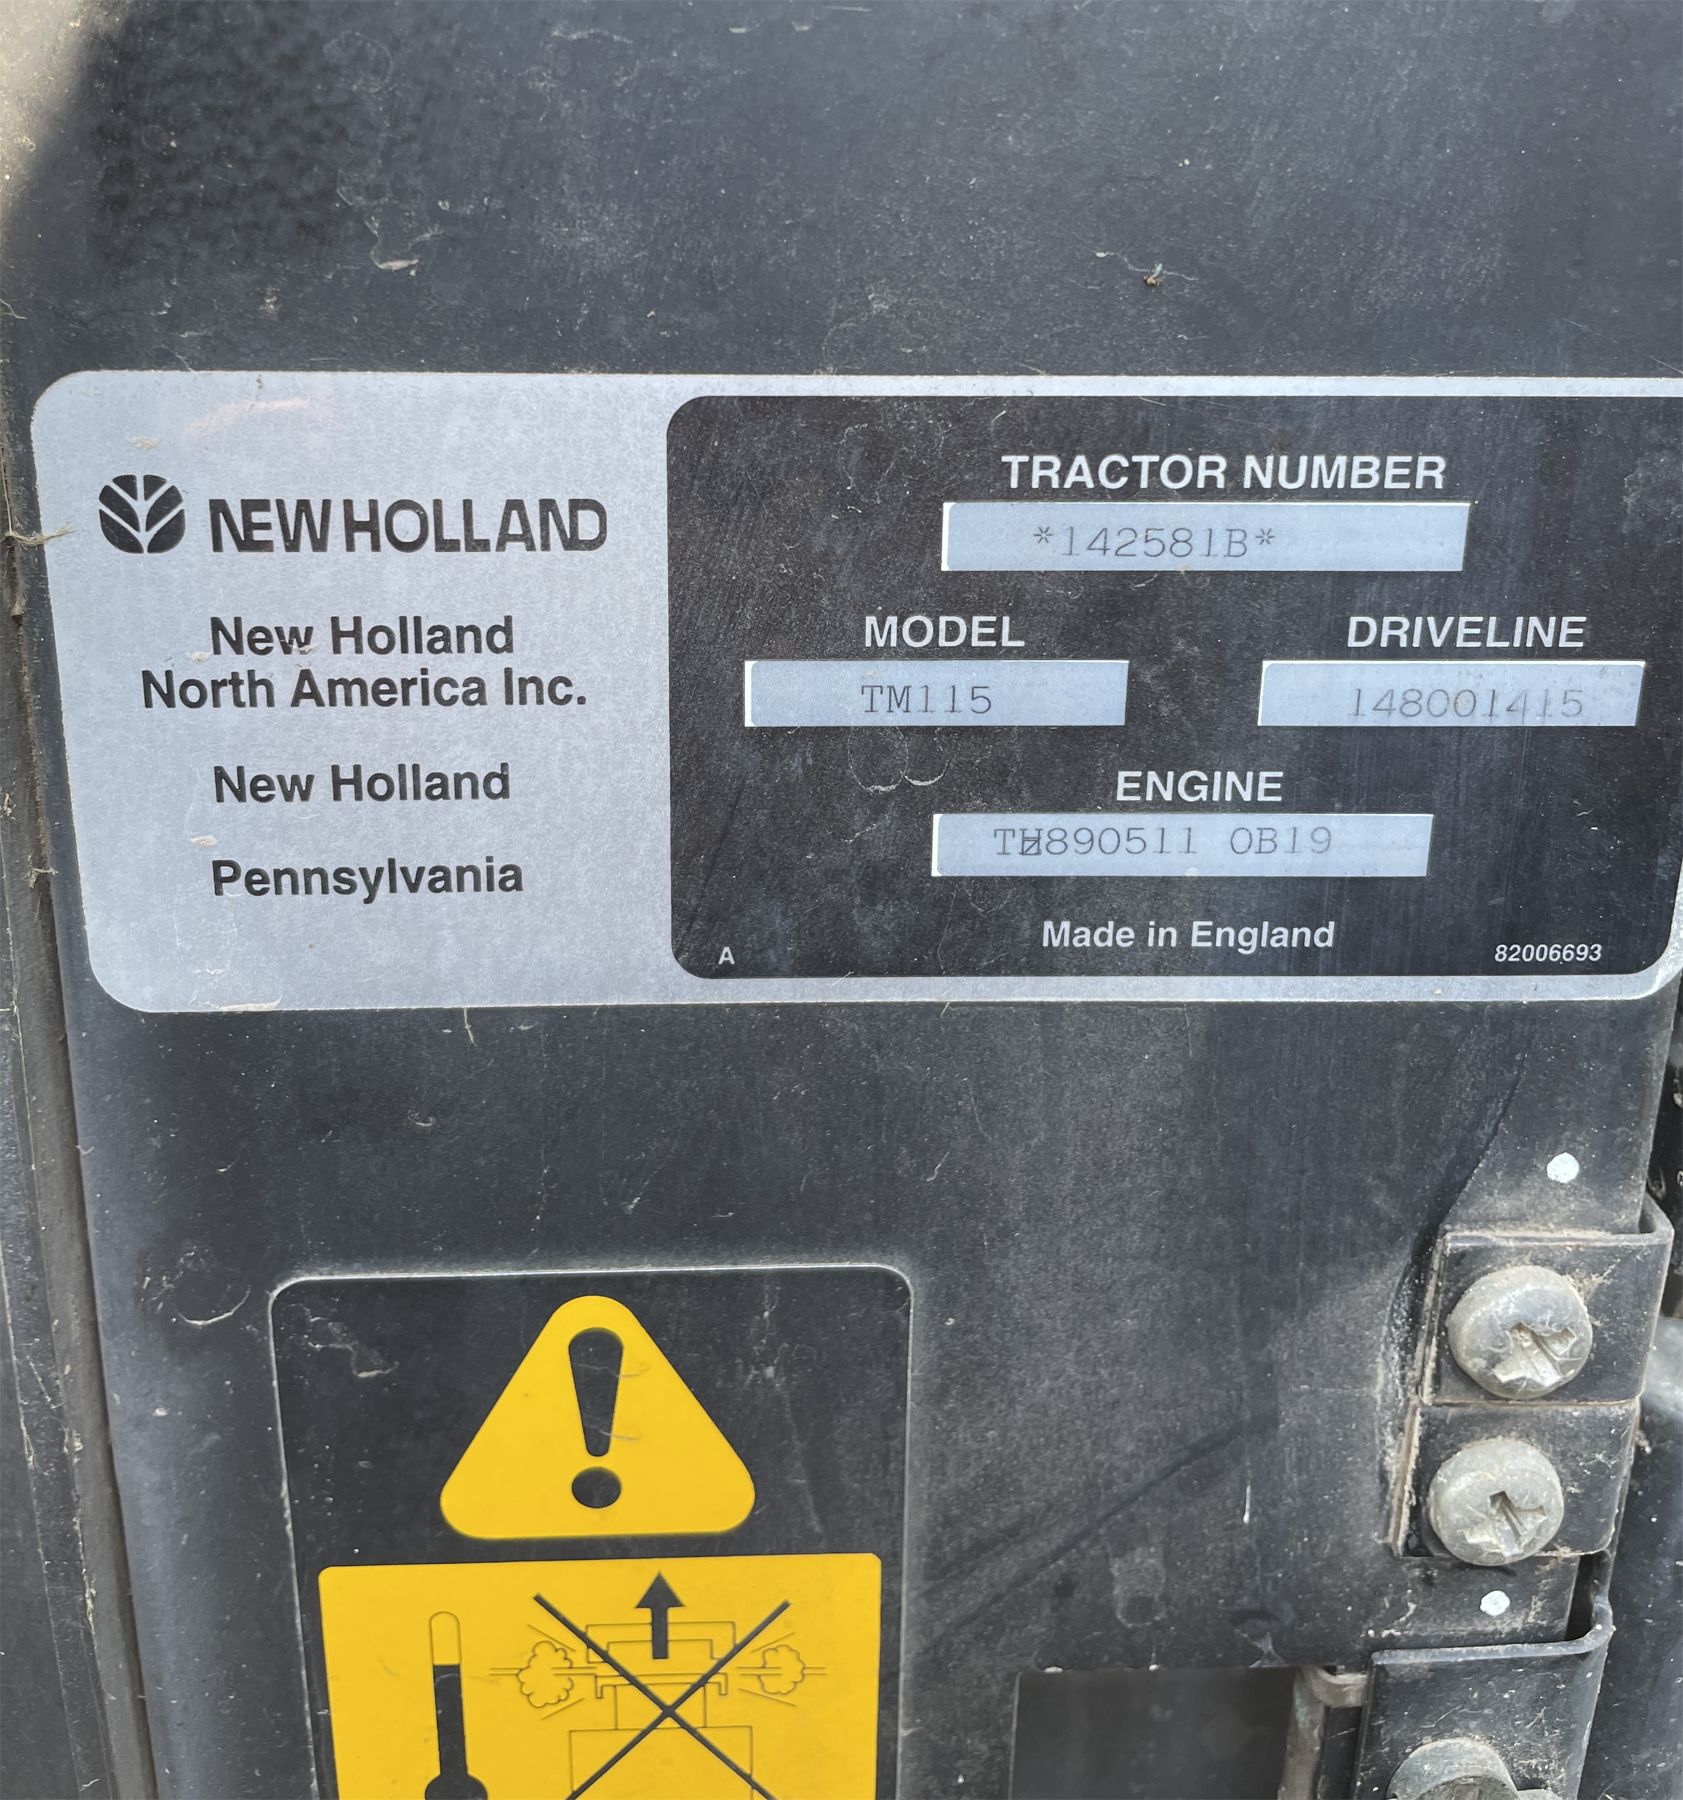 NEW HOLLAND
New Holland
North America Inc.
New Holland
Pennsylvania
TRACTOR NUMBER
*142581B*
MODEL
TM115
DRIVELINE
148001415
ENGINE
890511 0B19
Made in England
A
82006693